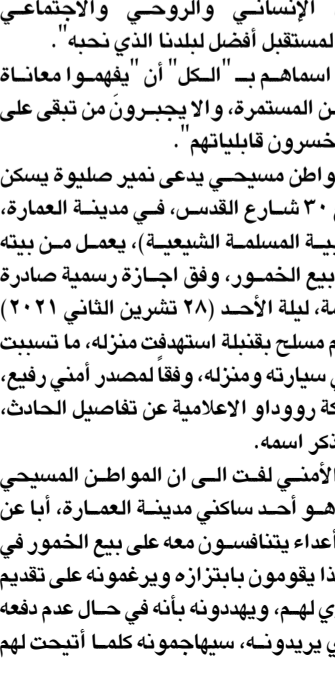 الإنساني والروحي والاجتماعي
لمستقبل أفضل لبلدنا الذي نحبه".
اسماهم بـ "الكل" أن "يفهموا معاناة
ن المستمرة، والا يجبرونَ من تبقى على
خسرون قابلياتهم".
واطن مسيحي يدعى نمير صليوة يسكن
٣٠ شارع القدس، في مدينة العمارة،
بية المسلمة الشيعية)، يعمل من بيته
بيع الخمور، وفق اجازة رسمية صادرة
ة، ليلة الأحد (٢٨ تشرين الثاني ٢٠٢١)
م مسلح بقنبلة استهدفت منزله، ما تسببت
ي سيارته ومنزله، وفقاً لمصدر أمني رفيع،
كة رووداو الاعلامية عن تفاصيل الحادث،
ذكر اسمه.
لأمني لفت الى ان المواطن المسيحي
هو أحد ساكني مدينة العمارة، أبا عن
أعداء يتنافسون معه على بيع الخمور في
ذا يقومون بابتزازه ويرغمونه على تقديم
ي لهم، ويهددونه بأنه في حال عدم دفعه
ي يريدونه، سيهاجمونه كلما أتيحت لهم